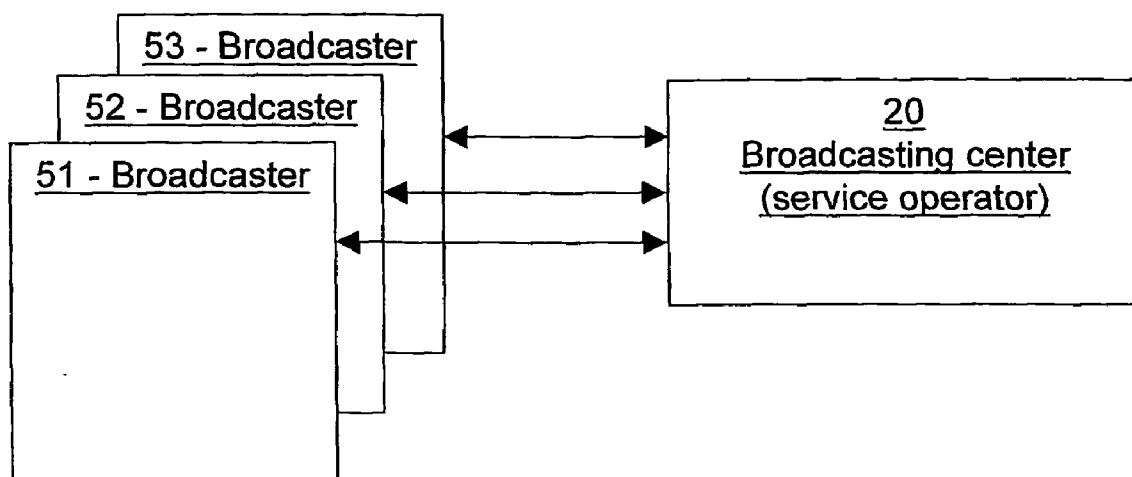 53 - Broadcaster
52 - Broadcaster
51 - Broadcaster
20
Broadcasting center
(service operator)